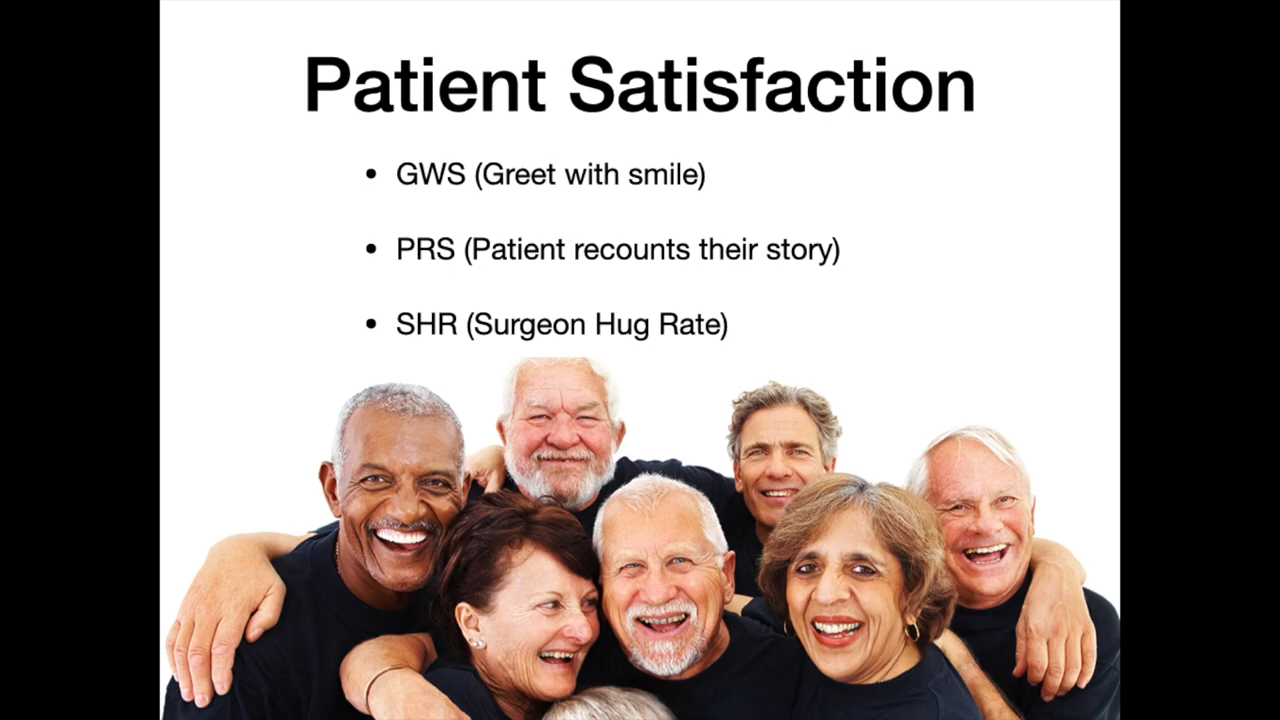 Patient Satisfaction
• GWS (Greet with smile)
• PRS (Patient recounts their story)
• SHR (Surgeon Hug Rate)